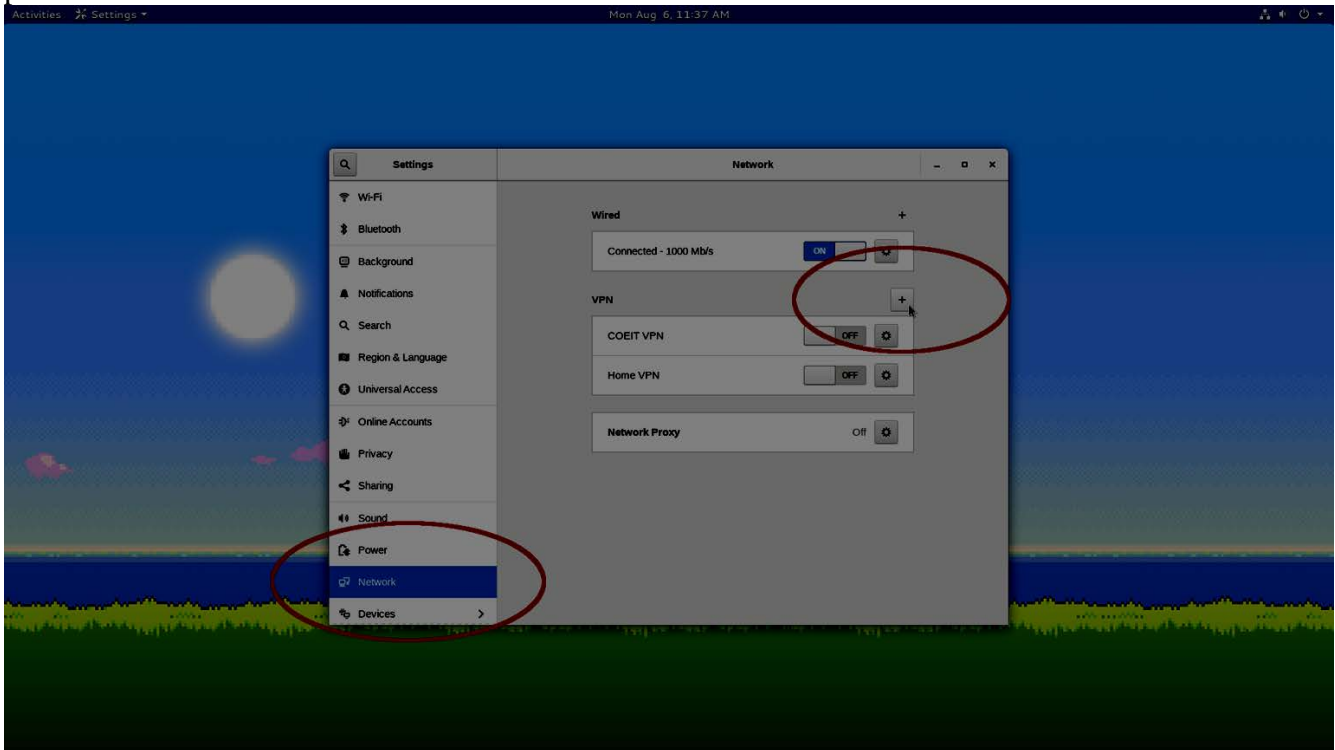 Activities Settings Mon Aug 6, 11:37 AM
Settings
Network
Wi-Fi
Bluetooth
Background
Notifications
Search
Region & Language
Universal Access
Online Accounts
Privacy
Sharing
Sound
Power
Network
Devices
Wired
Connected - 1000 Mb/s ON
VPN
COEIT VPN OFF
Home VPN OFF
Network Proxy Off